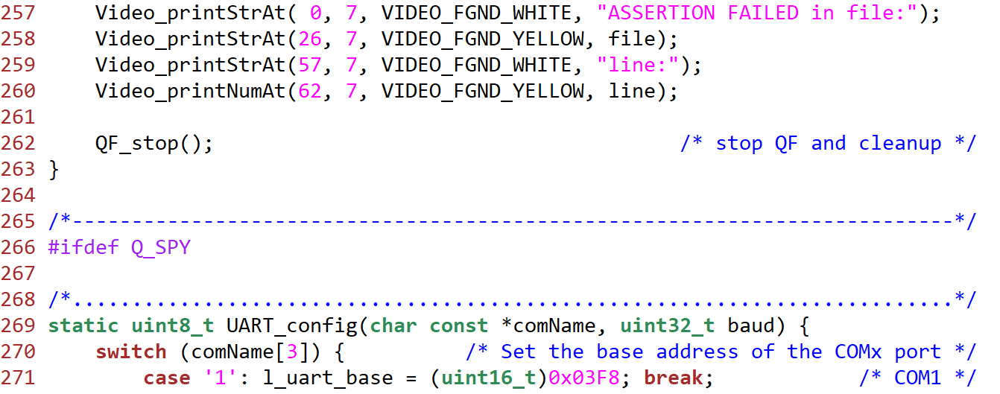 257     Video_printStrAt( 0, 7, VIDEO_FGND_WHITE, "ASSERTION FAILED in file:");
258     Video_printStrAt(26, 7, VIDEO_FGND_YELLOW, file);
259     Video_printStrAt(57, 7, VIDEO_FGND_WHITE, "line:");
260     Video_printNumAt(62, 7, VIDEO_FGND_YELLOW, line);
261
262     QF_stop();                                       /* stop QF and cleanup */
263 }
264
265 /*--------------------------------------------------------------------------*/
266 #ifdef Q_SPY
267
268 /*..........................................................................*/
269 static uint8_t UART_config(char const *comName, uint32_t baud) {
270     switch (comName[3]) {          /* Set the base address of the COMx port */
271         case '1': l_uart_base = (uint16_t)0x03F8; break;            /* COM1 */